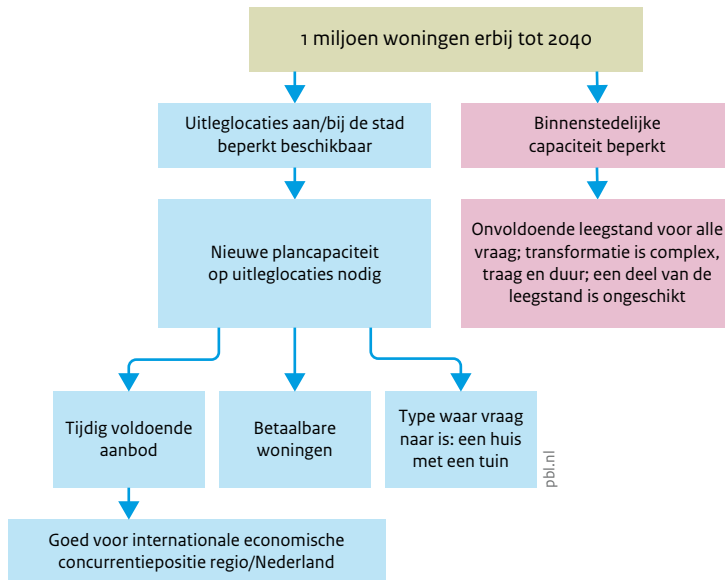 1 miljoen woningen erbij tot 2040
Uitleglocaties aan/bij de stad
beperkt beschikbaar
Binnenstedelijke
capaciteit beperkt
Nieuwe plancapaciteit
op uitleglocaties nodig
Onvoldoende leegstand voor alle
vraag; transformatie is complex,
traag en duur; een deel van de
leegstand is ongeschikt
Tijdig voldoende
aanbod
Betaalbare
woningen
Type waar vraag
naar is: een huis
met een tuin
pbl.nl
Goed voor internationale economische
concurrentiepositie regio/Nederland